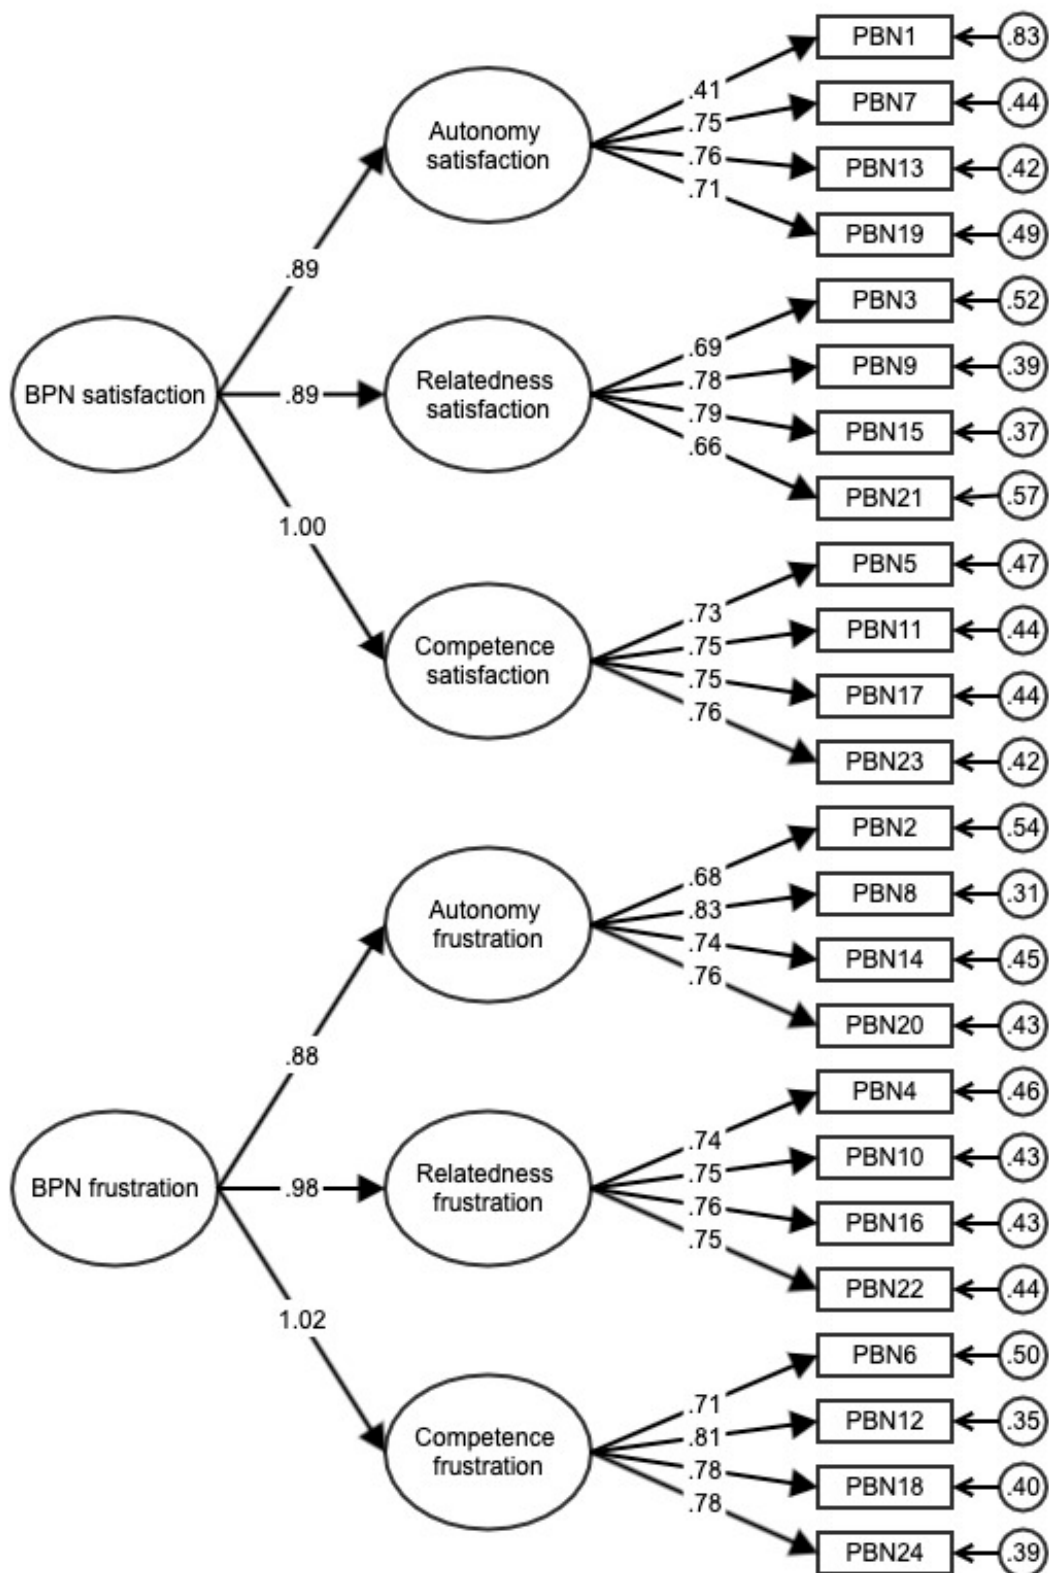 PBN1
.83
.41
Autonomy
satisfaction
.75
PBN7
.44
.76
PBN13
.42
.71
PBN19
.49
.89
PBN3
.52
.69
BPN satisfaction
.89
Relatedness
satisfaction
.78
PBN9
.39
.79
PBN15
.37
.66
PBN21
.57
1.00
PBN5
.47
.73
Competence
satisfaction
.75
PBN11
.44
.75
PBN17
.44
.76
PBN23
.42
PBN2
.54
.68
Autonomy
frustration
.83
PBN8
.31
.74
PBN14
.45
.76
PBN20
.43
.88
PBN4
.46
.74
BPN frustration
.98
Relatedness
frustration
.75
PBN10
.43
.76
PBN16
.43
.75
PBN22
.44
1.02
PBN6
.50
.71
Competence
frustration
.81
PBN12
.35
.78
PBN18
.40
.78
PBN24
.39